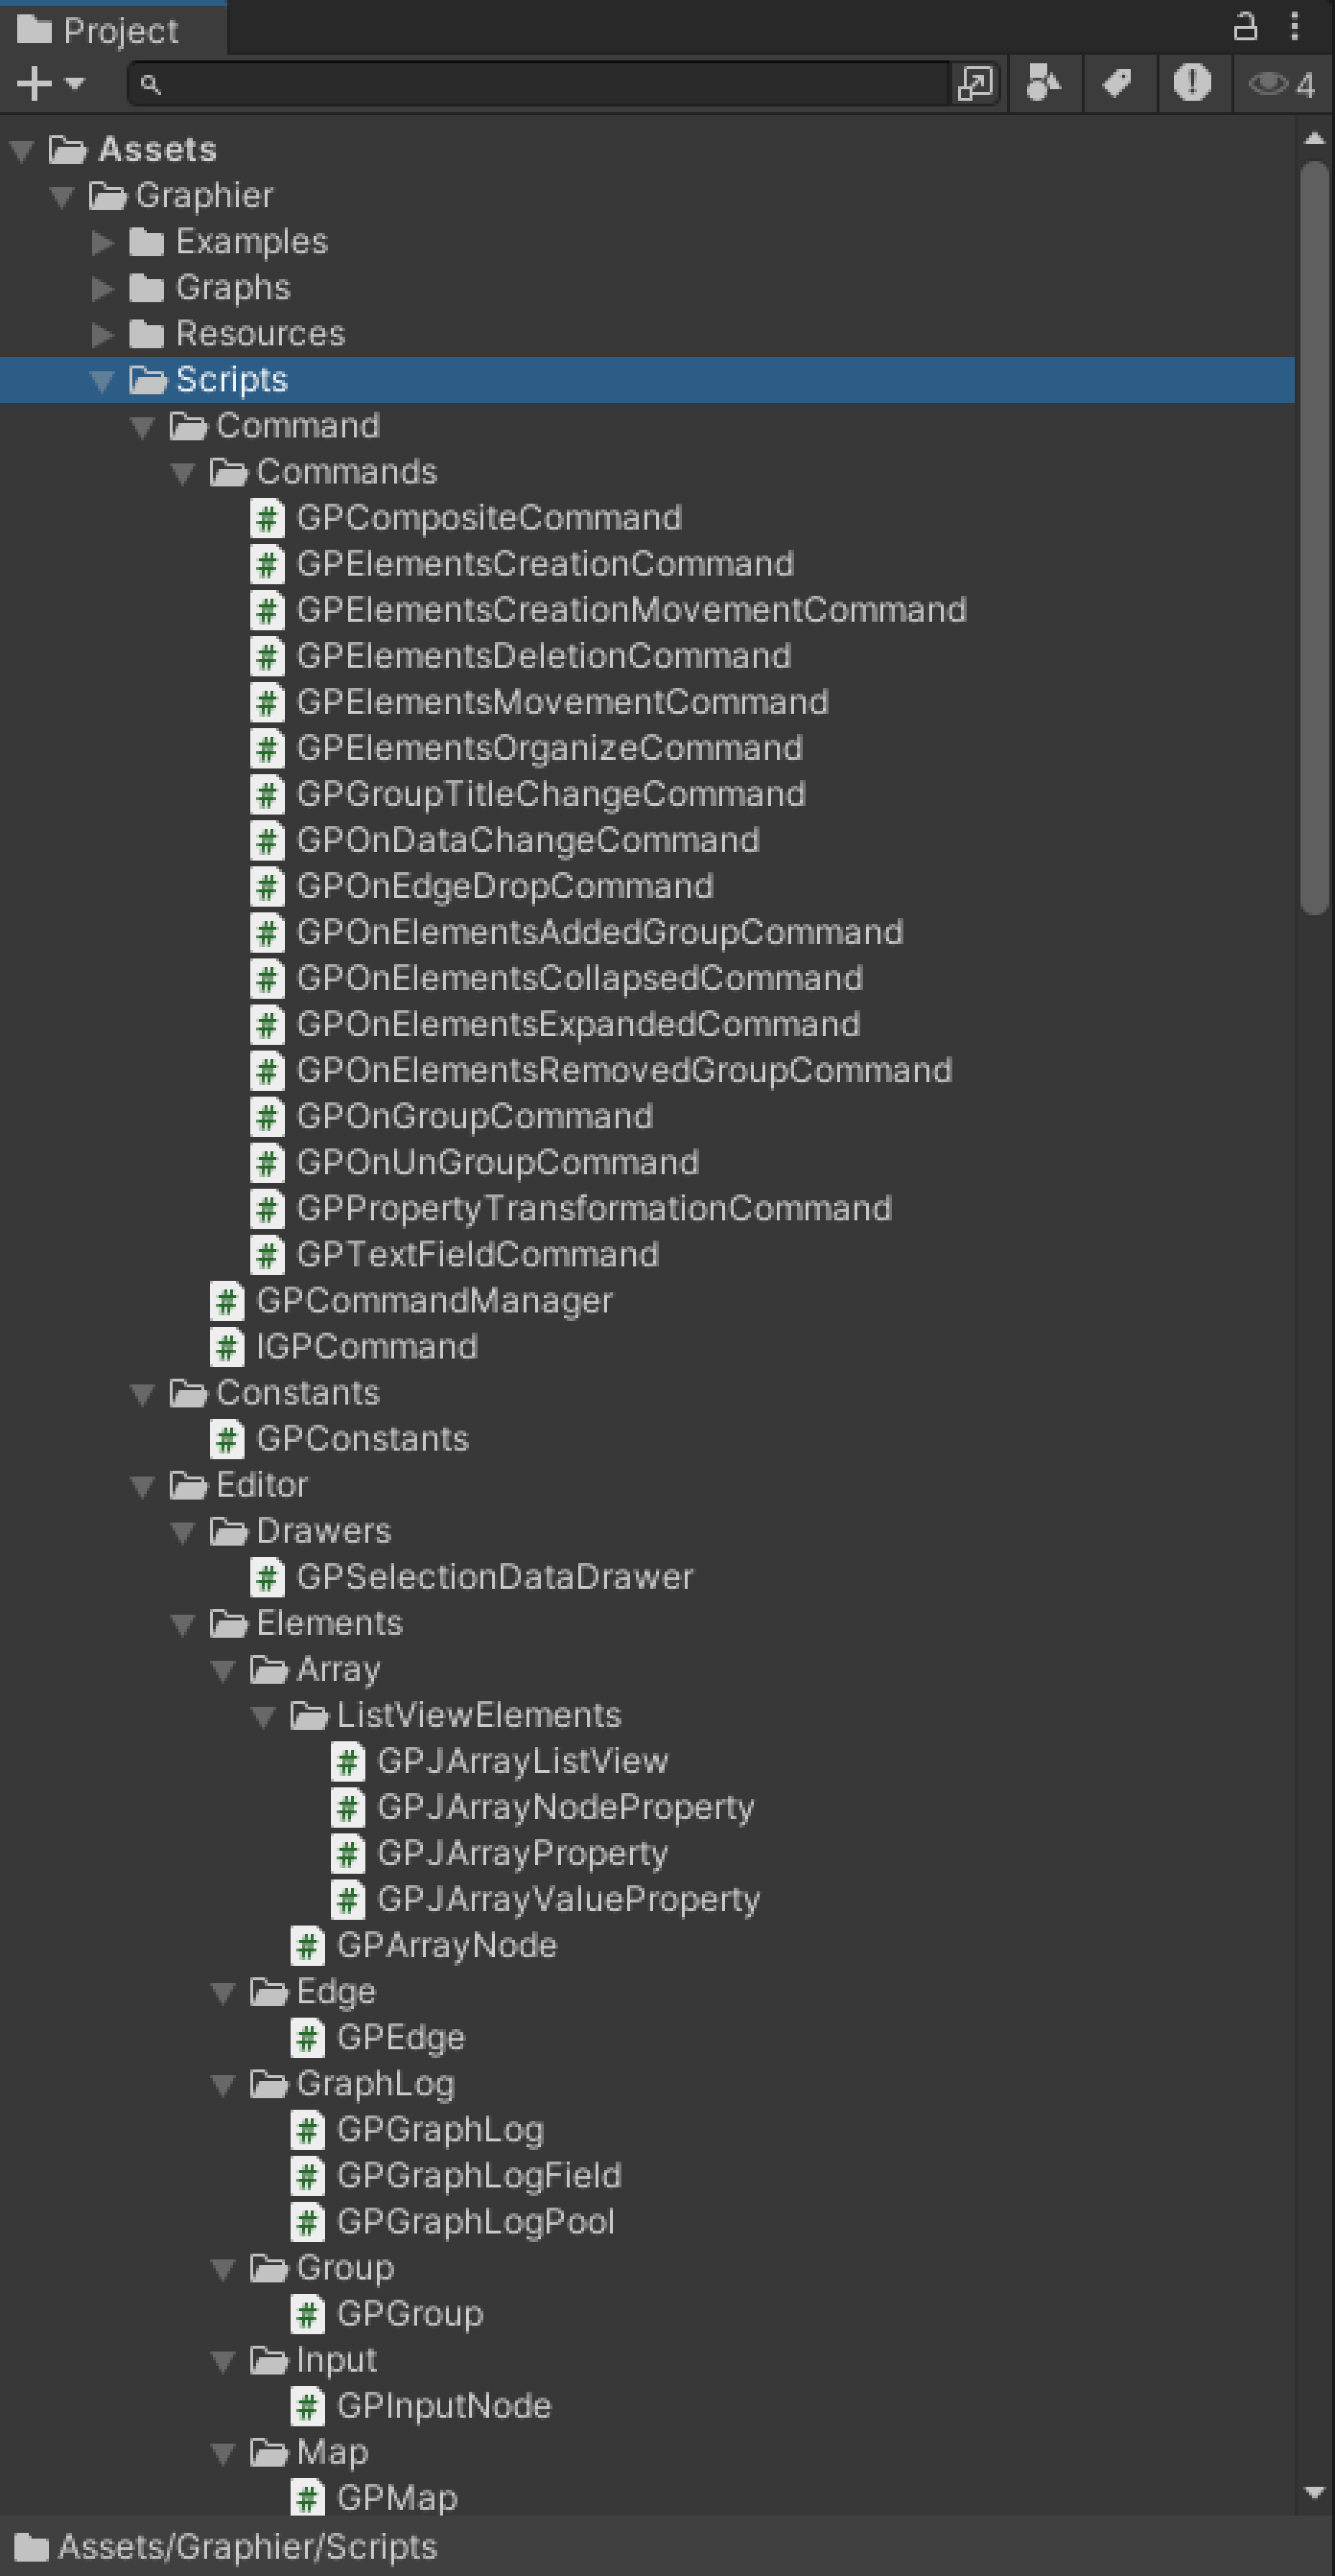 Project
4
Assets
Graphier
Examples
Graphs
Resources
Scripts
Command
Commands
GPCompositeCommand
GPElementsCreationCommand
GPElementsCreationMovementCommand
GPElementsDeletionCommand
GPElementsMovementCommand
GPElementsOrganizeCommand
GPGroupTitleChangeCommand
GPOnDataChangeCommand
GPOnEdgeDropCommand
GPOnElementsAddedGroupCommand
GPOnElementsCollapsedCommand
GPOnElementsExpandedCommand
GPOnElementsRemovedGroupCommand
GPOnGroupCommand
GPOnUnGroupCommand
GPPropertyTransformationCommand
GPTextFieldCommand
GPCommandManager
IGPCommand
Constants
GPConstants
Editor
Drawers
GPSelectionDataDrawer
Elements
Array
ListViewElements
GPJArrayListView
GPJArrayNodeProperty
GPJArrayProperty
GPJArrayValueProperty
GPArrayNode
Edge
GPEdge
GraphLog
GPGraphLog
GPGraphLogField
GPGraphLogPool
Group
GPGroup
Input
GPInputNode
Map
GPMap
Assets/Graphier/Scripts